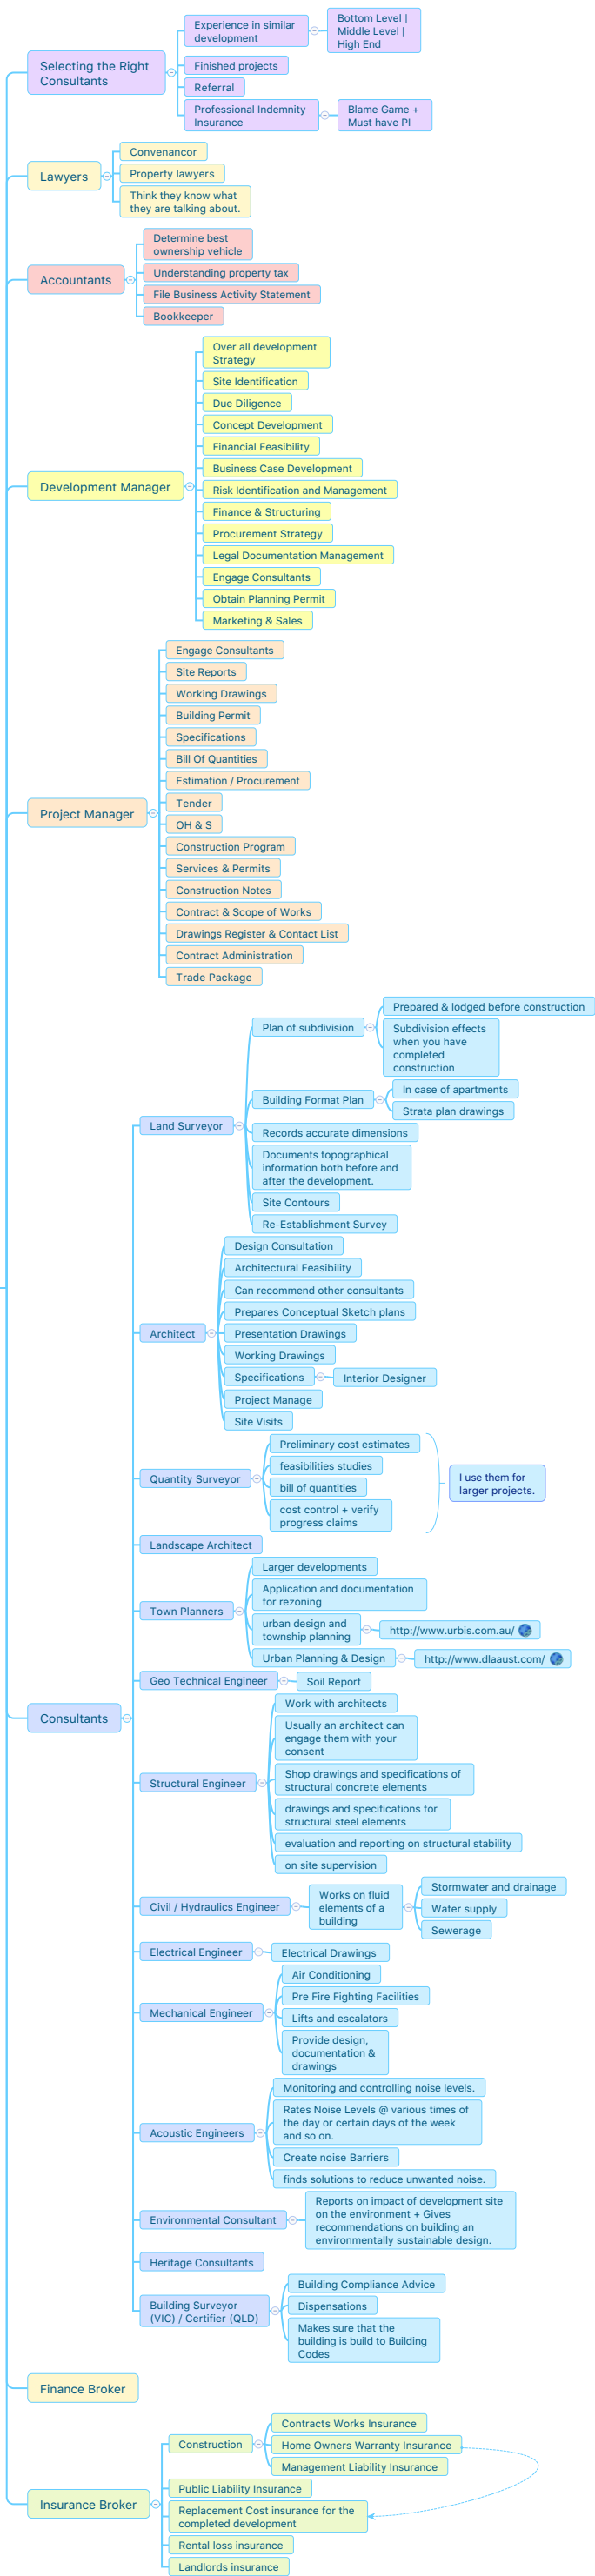 Selecting the Right
Consultants
Experience in similar
development
Bottom Level |
Middle Level |
High End
Finished projects
Referral
Professional Indemnity
Insurance
Blame Game +
Must have PI
Lawyers
Convenancor
Property lawyers
Think they know what
they are talking about.
Accountants
Determine best
ownership vehicle
Understanding property tax
File Business Activity Statement
Bookkeeper
Development Manager
Over all development
Strategy
Site Identification
Due Diligence
Concept Development
Financial Feasibility
Business Case Development
Risk Identification and Management
Finance & Structuring
Procurement Strategy
Legal Documentation Management
Engage Consultants
Obtain Planning Permit
Marketing & Sales
Project Manager
Engage Consultants
Site Reports
Working Drawings
Building Permit
Specifications
Bill Of Quantities
Estimation / Procurement
Tender
OH & S
Construction Program
Services & Permits
Construction Notes
Contract & Scope of Works
Drawings Register & Contact List
Contract Administration
Trade Package
Consultants
Land Surveyor
Plan of subdivision
Prepared & lodged before construction
Subdivision effects
when you have
completed
construction
Building Format Plan
In case of apartments
Strata plan drawings
Records accurate dimensions
Documents topographical
information both before and
after the development.
Site Contours
Re-Establishment Survey
Architect
Design Consultation
Architectural Feasibility
Can recommend other consultants
Prepares Conceptual Sketch plans
Presentation Drawings
Working Drawings
Specifications
Interior Designer
Project Manage
Site Visits
Quantity Surveyor
Preliminary cost estimates
feasibilities studies
bill of quantities
cost control + verify
progress claims
I use them for
larger projects.
Landscape Architect
Town Planners
Larger developments
Application and documentation
for rezoning
urban design and
township planning
http://www.urbis.com.au/
Urban Planning & Design
http://www.dlaaust.com/
Geo Technical Engineer
Soil Report
Structural Engineer
Work with architects
Usually an architect can
engage them with your
consent
Shop drawings and specifications of
structural concrete elements
drawings and specifications for
structural steel elements
evaluation and reporting on structural stability
on site supervision
Civil / Hydraulics Engineer
Works on fluid
elements of a
building
Stormwater and drainage
Water supply
Sewerage
Electrical Engineer
Electrical Drawings
Mechanical Engineer
Air Conditioning
Pre Fire Fighting Facilities
Lifts and escalators
Provide design,
documentation &
drawings
Acoustic Engineers
Monitoring and controlling noise levels.
Rates Noise Levels @ various times of
the day or certain days of the week
and so on.
Create noise Barriers
finds solutions to reduce unwanted noise.
Environmental Consultant
Reports on impact of development site
on the environment + Gives
recommendations on building an
environmentally sustainable design.
Heritage Consultants
Building Surveyor
(VIC) / Certifier (QLD)
Building Compliance Advice
Dispensations
Makes sure that the
building is build to Building
Codes
Finance Broker
Insurance Broker
Construction
Contracts Works Insurance
Home Owners Warranty Insurance
Management Liability Insurance
Public Liability Insurance
Replacement Cost insurance for the
completed development
Rental loss insurance
Landlords insurance